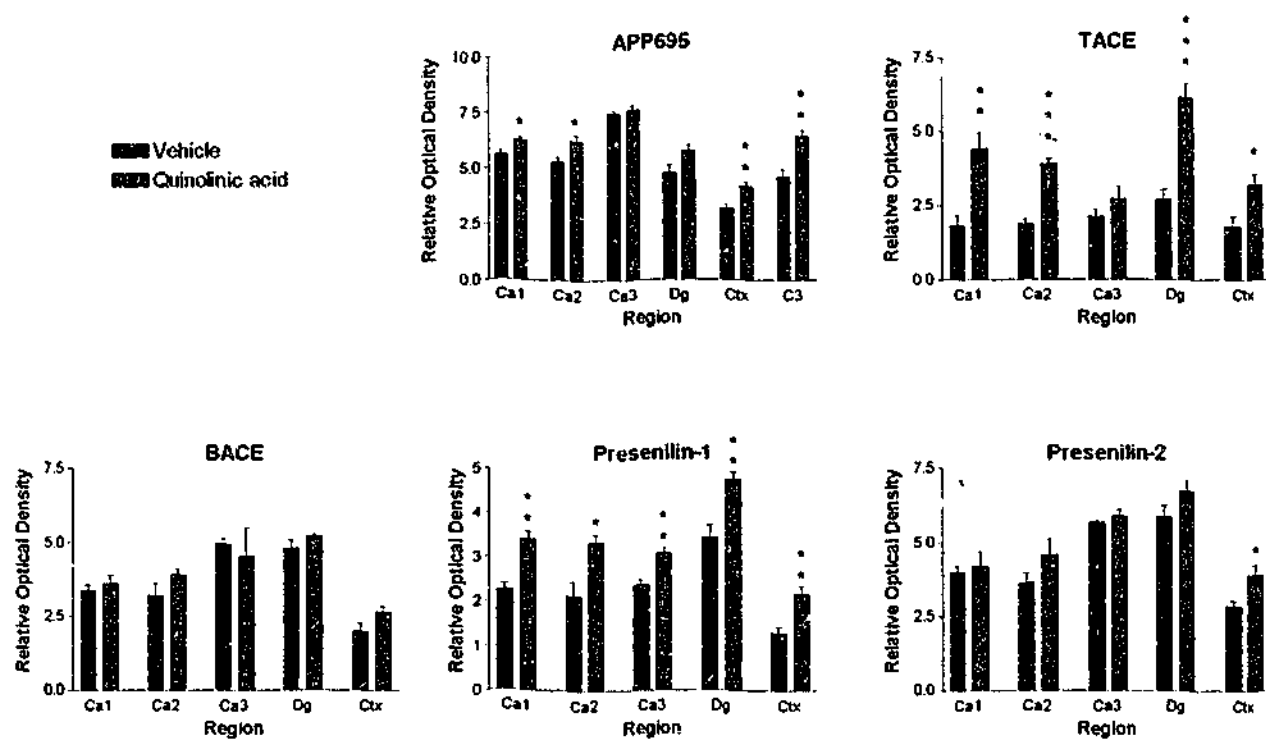 APP695
TACE
Vehicle
Quinolinic acid
Relative Optical Density
10.0
7.5
5.0
2.5
0.0
Ca1 Ca2 Ca3 Dg Ctx C3
Region
Relative Optical Density
7.5
5.0
2.5
0.0
Ca1 Ca2 Ca3 Dg Ctx
Region
BACE
Relative Optical Density
7.5
5.0
2.5
0.0
Ca1 Ca2 Ca3 Dg Ctx
Region
Presenilin-1
Relative Optical Density
5
4
3
2
1
0
Ca1 Ca2 Ca3 Dg Ctx
Region
Presenilin-2
Relative Optical Density
7.5
5.0
2.5
0.0
Ca1 Ca2 Ca3 Dg Ctx
Region